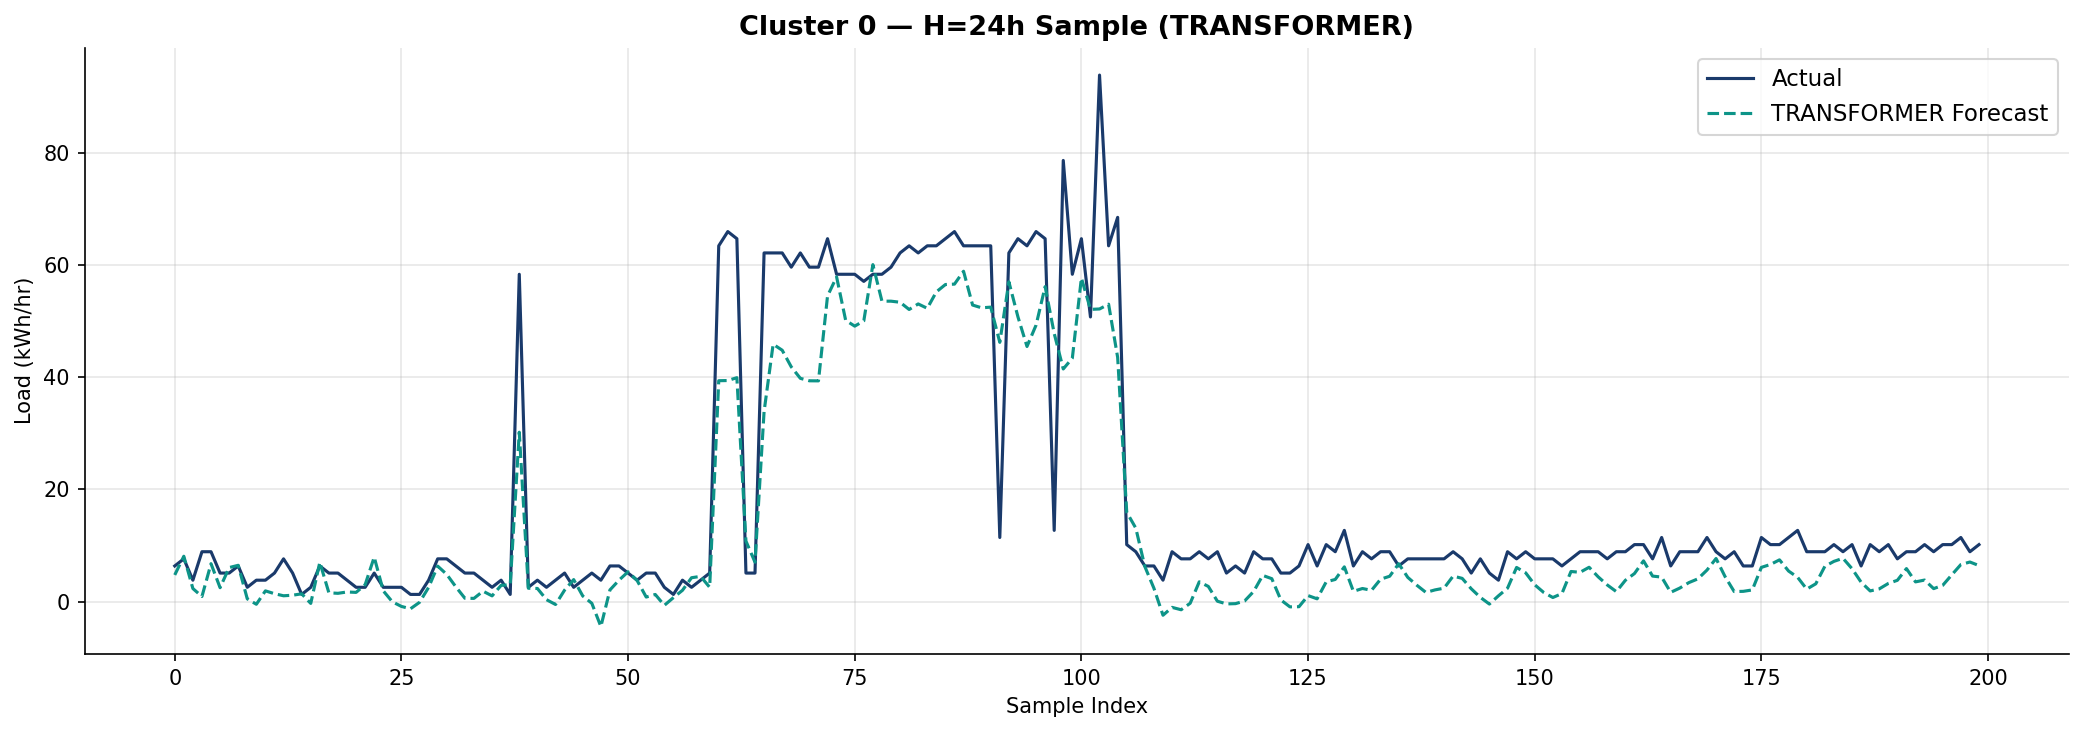 Cluster 0 — H=24h Sample (TRANSFORMER)
Actual
TRANSFORMER Forecast
Load (kWh/hr)
80
60
40
20
0
0 25 50 75 100 125 150 175 200
Sample Index